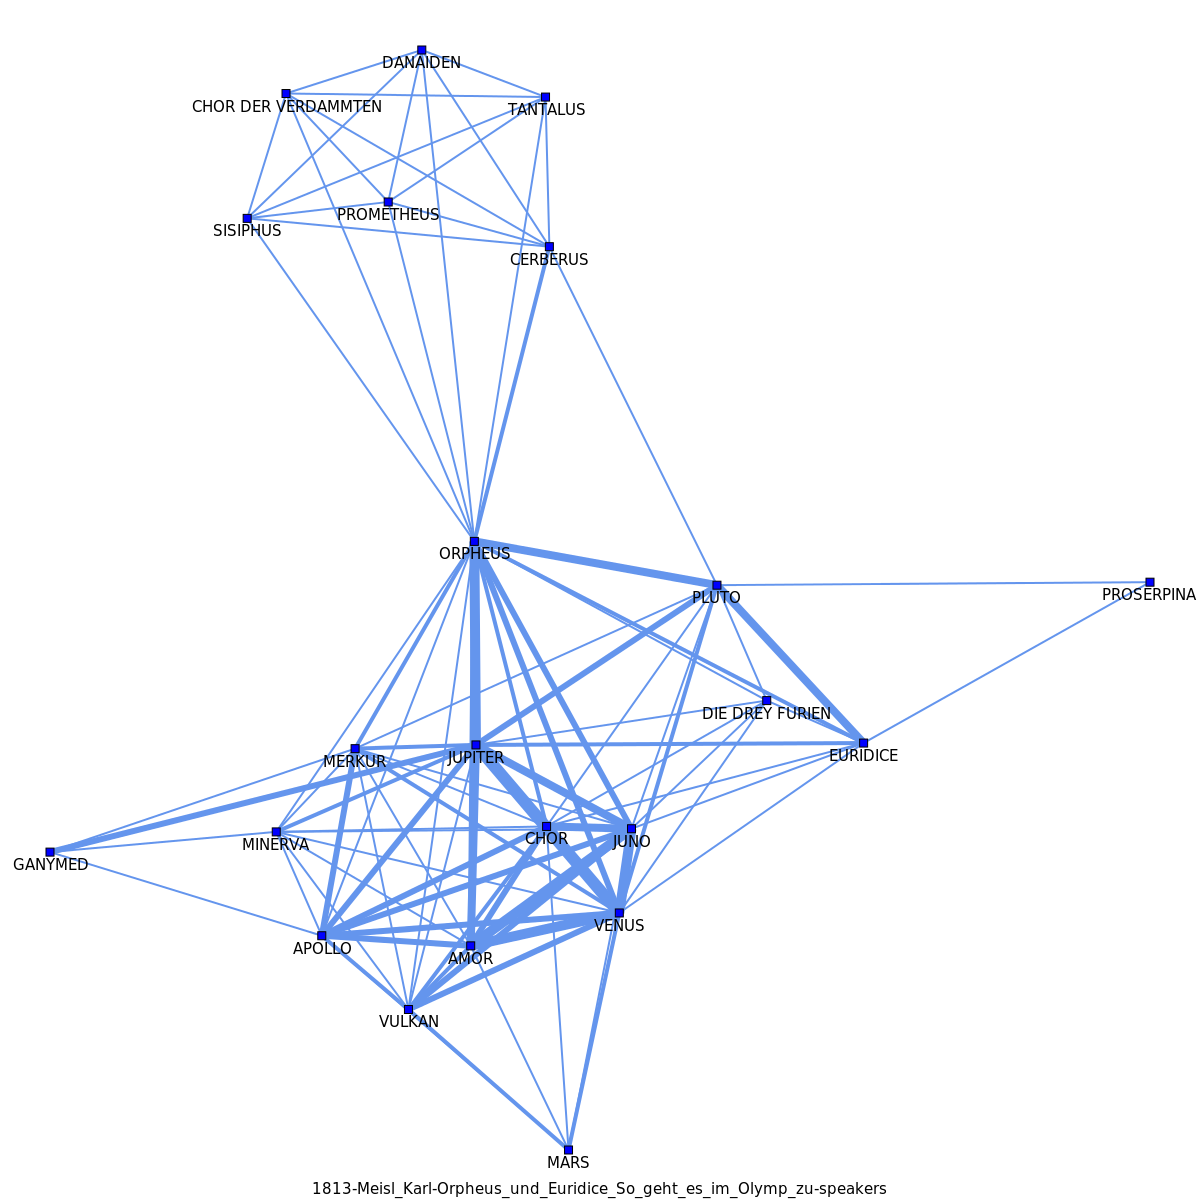 DANAIDEN
CHOR DER VERDAMMTEN
TANTALUS
PROMETHEUS
SISIPHUS
CERBERUS
ORPHEUS
PROSERPINA
PLUTO
DIE DREY FURIEN
EURIDICE
JUPITER
MERKUR
CHOR
JUNO
MINERVA
GANYMED
VENUS
APOLLO
AMOR
VULKAN
MARS
1813-Meisl_Karl-Orpheus_und_Euridice_So_geht_es_im_Olymp_zu-speakers